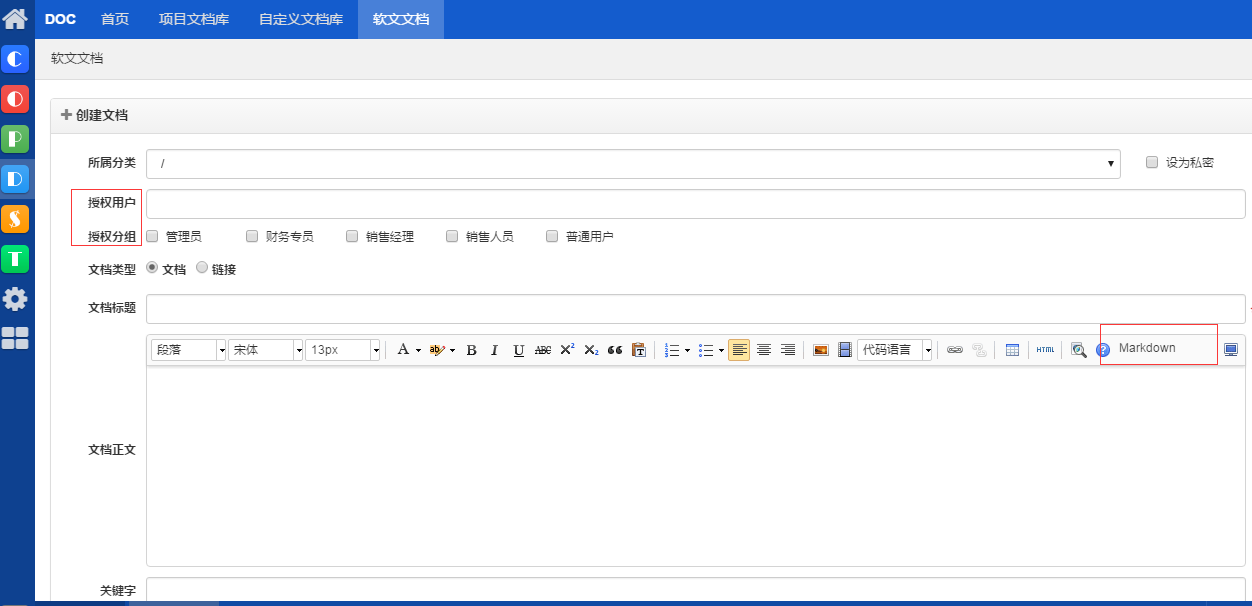 DOC 首页 项目文档库 自定义文档库 软文文档
软文文档
创建文档
所属分类 / 设为私密
授权用户
授权分组 管理员 财务专员 销售经理 销售人员 普通用户
文档类型 文档 链接
文档标题
段落 宋体 13px A ab B I U ABC X² X₂ 代码语言 HTML Markdown
文档正文
关键字